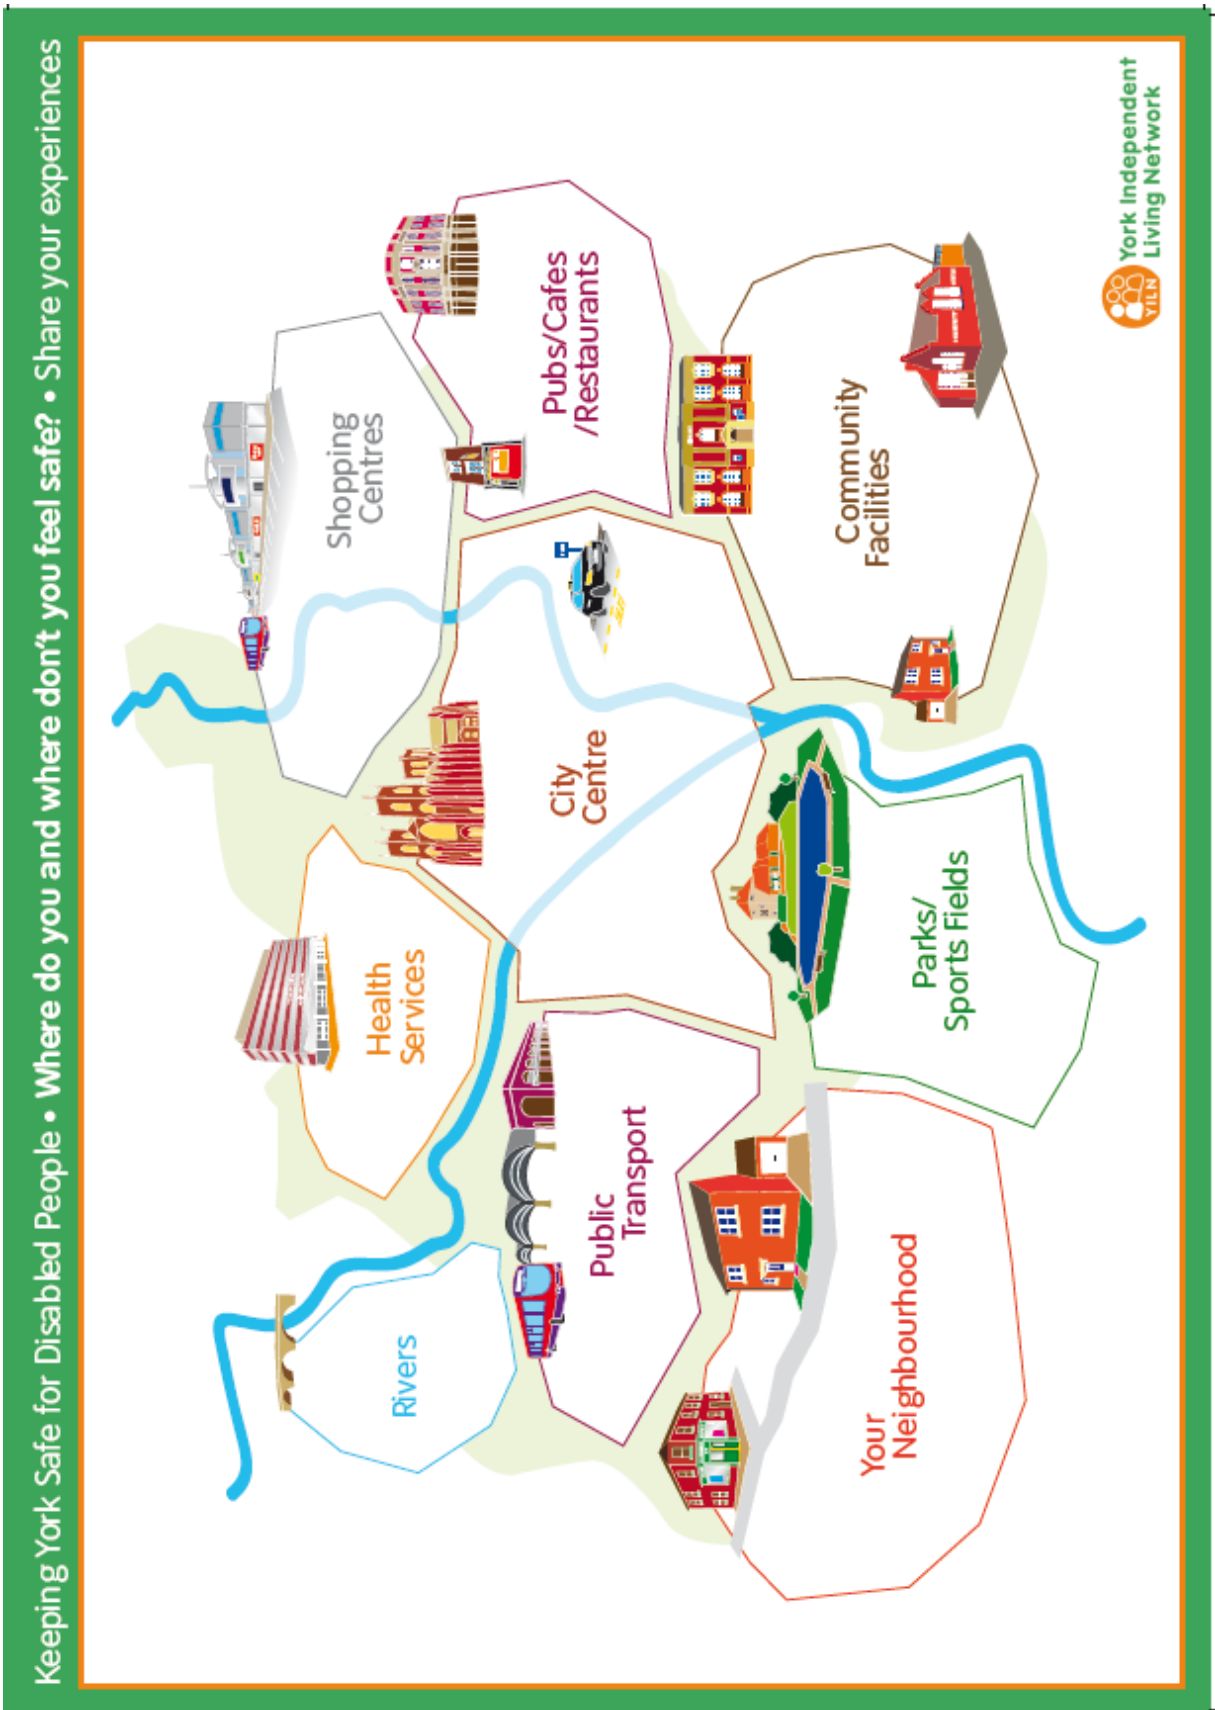 Keeping York Safe for Disabled People • Where do you and where don't you feel safe? • Share your experiences
Rivers
Health
Services
Shopping
Centres
Public
Transport
City
Centre
Pubs/Cafes
/Restaurants
Your
Neighbourhood
Parks/
Sports Fields
Community
Facilities
YILN
York Independent
Living Network